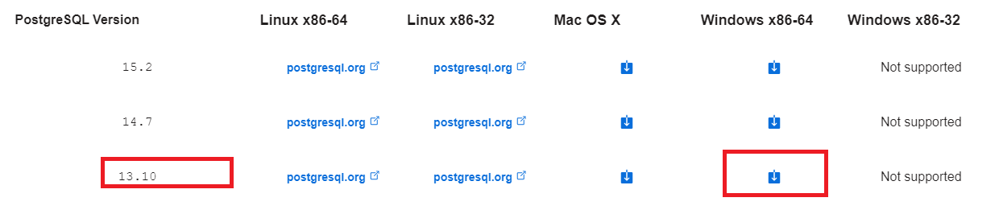 PostgreSQL Version Linux x86-64 Linux x86-32 Mac OS X Windows x86-64 Windows x86-32
15.2 postgresql.org postgresql.org Not supported
14.7 postgresql.org postgresql.org Not supported
13.10 postgresql.org postgresql.org Not supported